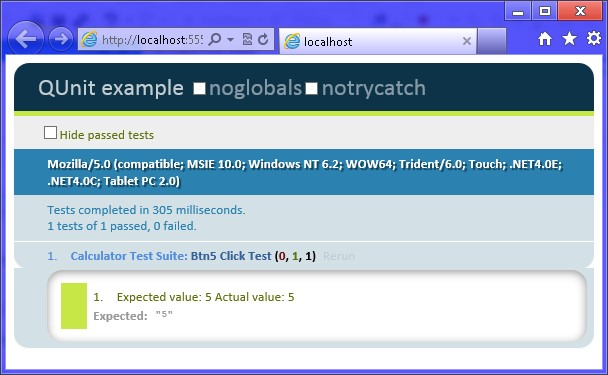 http://localhost:555
localhost
QUnit example noglobals notrycatch
Hide passed tests
Mozilla/5.0 (compatible; MSIE 10.0; Windows NT 6.2; WOW64; Trident/6.0; Touch; .NET4.0E;
.NET4.0C; Tablet PC 2.0)
Tests completed in 305 milliseconds.
1 tests of 1 passed, 0 failed.
1. Calculator Test Suite: Btn5 Click Test (0, 1, 1) Rerun
1. Expected value: 5 Actual value: 5
Expected: "5"